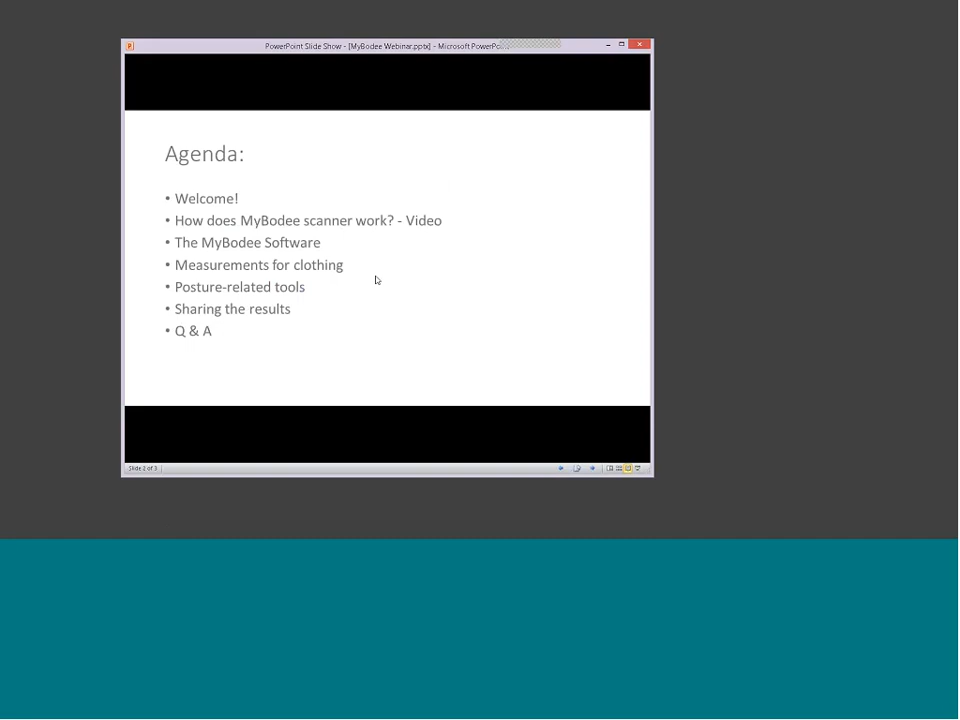 PowerPoint Slide Show - [MyBodee Webinar.pptx] - Microsoft
Agenda:
• Welcome!
• How does MyBodee scanner work? - Video
• The MyBodee Software
• Measurements for clothing
• Posture-related tools
• Sharing the results
• Q & A
Slide 2 of 3